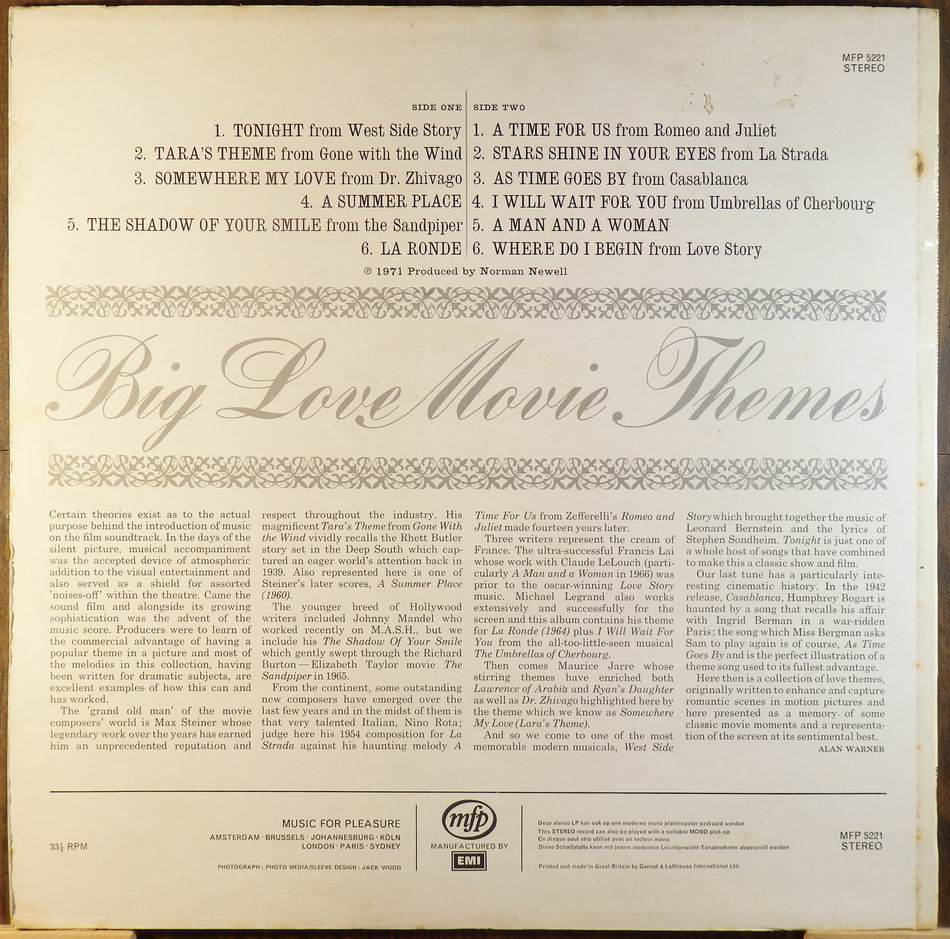 MFP 5221
STEREO
SIDE ONE
1. TONIGHT from West Side Story
2. TARA'S THEME from Gone with the Wind
3. SOMEWHERE MY LOVE from Dr. Zhivago
4. A SUMMER PLACE
5. THE SHADOW OF YOUR SMILE from the Sandpiper
6. LA RONDE
SIDE TWO
1. A TIME FOR US from Romeo and Juliet
2. STARS SHINE IN YOUR EYES from La Strada
3. AS TIME GOES BY from Casablanca
4. I WILL WAIT FOR YOU from Umbrellas of Cherbourg
5. A MAN AND A WOMAN
6. WHERE DO I BEGIN from Love Story
℗ 1971 Produced by Norman Newell
Big Love Movie Themes
Certain theories exist as to the actual
purpose behind the introduction of music
on the film soundtrack. In the days of the
silent picture, musical accompaniment
was the accepted device of atmospheric
addition to the visual entertainment and
also served as a shield for assorted
'noises-off' within the theatre. Came the
sound film and alongside its growing
sophistication was the advent of the
music score. Producers were to learn of
the commercial advantage of having a
popular theme in a picture and most of
the melodies in this collection, having
been written for dramatic subjects, are
excellent examples of how this can and
has worked.
The 'grand old man' of the movie
composers' world is Max Steiner whose
legendary work over the years has earned
him an unprecedented reputation and
respect throughout the industry. His
magnificent Tara's Theme from Gone With
the Wind vividly recalls the Rhett Butler
story set in the Deep South which cap-
tured an eager world's attention back in
1939. Also represented here is one of
Steiner's later scores, A Summer Place
(1960).
The younger breed of Hollywood
writers included Johnny Mandel who
worked recently on M.A.S.H., but we
include his The Shadow Of Your Smile
which gently swept through the Richard
Burton—Elizabeth Taylor movie The
Sandpiper in 1965.
From the continent, some outstanding
new composers have emerged over the
last few years and in the midst of them is
that very talented Italian, Nino Rota;
judge here his 1954 composition for La
Strada against his haunting melody A
Time For Us from Zefferelli's Romeo and
Juliet made fourteen years later.
Three writers represent the cream of
France. The ultra-successful Francis Lai
whose work with Claude LeLouch (parti-
cularly A Man and a Woman in 1966) was
prior to the oscar-winning Love Story
music. Michael Legrand also works
extensively and successfully for the
screen and this album contains his theme
for La Ronde (1964) plus I Will Wait For
You from the all-too-little-seen musical
The Umbrellas of Cherbourg.
Then comes Maurice Jarre whose
stirring themes have enriched both
Lawrence of Arabia and Ryan's Daughter
as well as Dr. Zhivago highlighted here by
the theme which we know as Somewhere
My Love (Lara's Theme).
And so we come to one of the most
memorable modern musicals, West Side
Story which brought together the music of
Leonard Bernstein and the lyrics of
Stephen Sondheim. Tonight is just one of
a whole host of songs that have combined
to make this a classic show and film.
Our last tune has a particularly inte-
resting cinematic history. In the 1942
release, Casablanca, Humphrey Bogart is
haunted by a song that recalls his affair
with Ingrid Berman in a war-ridden
Paris; the song which Miss Bergman asks
Sam to play again is of course, As Time
Goes By and is the perfect illustration of a
theme song used to its fullest advantage.
Here then is a collection of love themes,
originally written to enhance and capture
romantic scenes in motion pictures and
here presented as a memory of some
classic movie moments and a representa-
tion of the screen at its sentimental best.
ALAN WARNER
33⅓ RPM
MUSIC FOR PLEASURE
AMSTERDAM · BRUSSELS · JOHANNESBURG · KÖLN
LONDON · PARIS · SYDNEY
PHOTOGRAPH : PHOTO MEDIA/SLEEVE DESIGN : JACK WOOD
mfp
MANUFACTURED BY
EMI
Deze stereo LP kan ook op een moderne mono platenspeler gedraaid worden
This STEREO record can also be played with a suitable MONO pick-up
Ce disque peut etre utilisé avec un lecteur mono
Diese Schallplatte kann mit jedem modernen Leichtgewicht-Tonabnehmer abgespielt werden
Printed and made in Great Britain by Garrod & Lofthouse International Ltd.
MFP 5221
STEREO